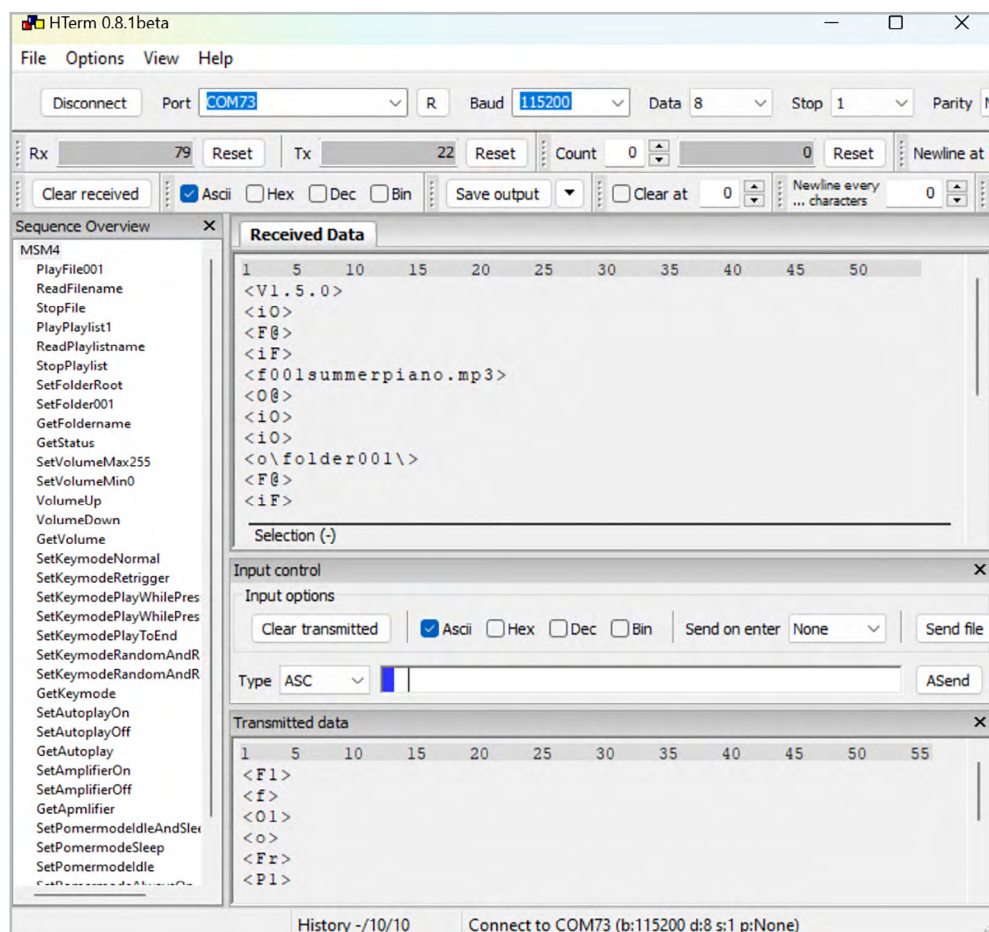 HTerm 0.8.1beta
File Options View Help
Disconnect Port COM73 R Baud 115200 Data 8 Stop 1 Parity
Rx 79 Reset Tx 22 Reset Count 0 0 Reset Newline at
Clear received Ascii Hex Dec Bin Save output Clear at 0 Newline every ... characters 0
Sequence Overview
MSM4
PlayFile001
ReadFilename
StopFile
PlayPlaylist1
ReadPlaylistname
StopPlaylist
SetFolderRoot
SetFolder001
GetFoldername
GetStatus
SetVolumeMax255
SetVolumeMin0
VolumeUp
VolumeDown
GetVolume
SetKeymodeNormal
SetKeymodeRetrigger
SetKeymodePlayWhilePres
SetKeymodePlayWhilePres
SetKeymodePlayToEnd
SetKeymodeRandomAndR
SetKeymodeRandomAndR
GetKeymode
SetAutoplayOn
SetAutoplayOff
GetAutoplay
SetAmplifierOn
SetAmplifierOff
GetApmlifier
SetPomermodeIdleAndSlee
SetPomermodeSleep
SetPomermodeIdle
Received Data
1 5 10 15 20 25 30 35 40 45 50
<V1.5.0>
<iO>
<F@>
<iF>
<f001summerpiano.mp3>
<O@>
<iO>
<iO>
<o\folder001\>
<F@>
<iF>
Selection (-)
Input control
Input options
Clear transmitted Ascii Hex Dec Bin Send on enter None Send file
Type ASC ASend
Transmitted data
1 5 10 15 20 25 30 35 40 45 50 55
<F1>
<f>
<O1>
<o>
<Fr>
<P1>
History -/10/10 Connect to COM73 (b:115200 d:8 s:1 p:None)